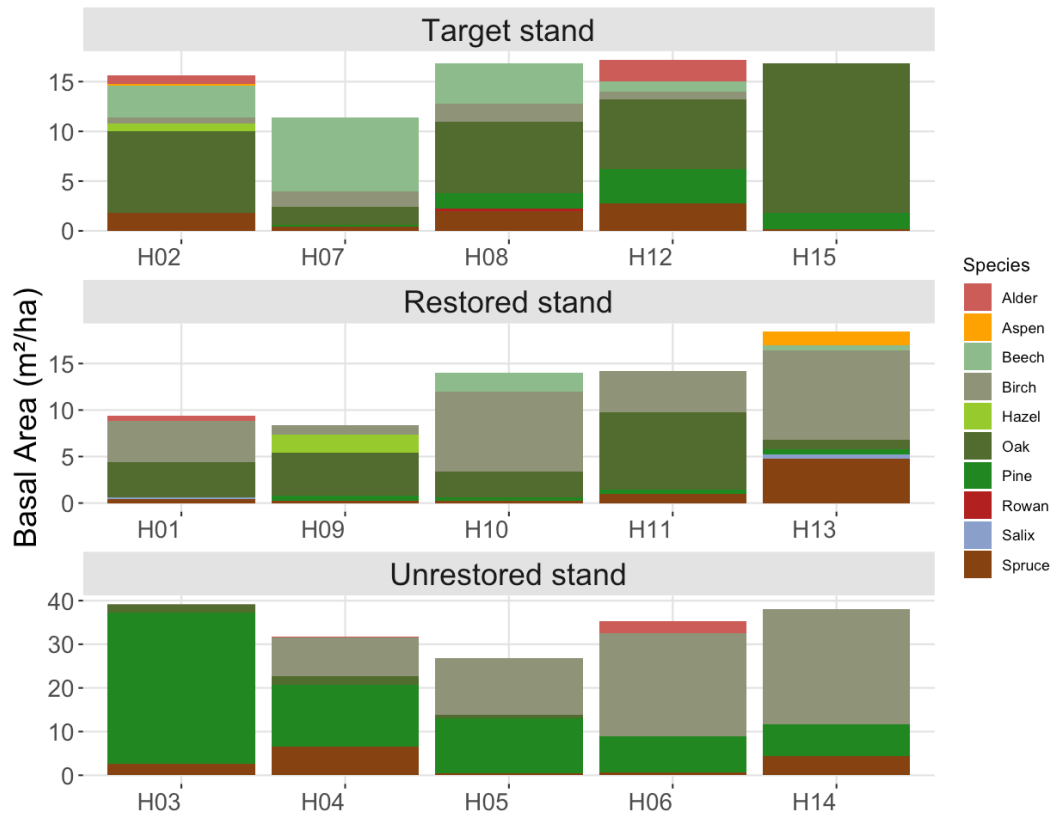 Target stand
15
10
5
0
H02 H07 H08 H12 H15
Restored stand
15
10
5
0
H01 H09 H10 H11 H13
Unrestored stand
40
30
20
10
0
H03 H04 H05 H06 H14
Basal Area (m²/ha)
Species
Alder
Aspen
Beech
Birch
Hazel
Oak
Pine
Rowan
Salix
Spruce